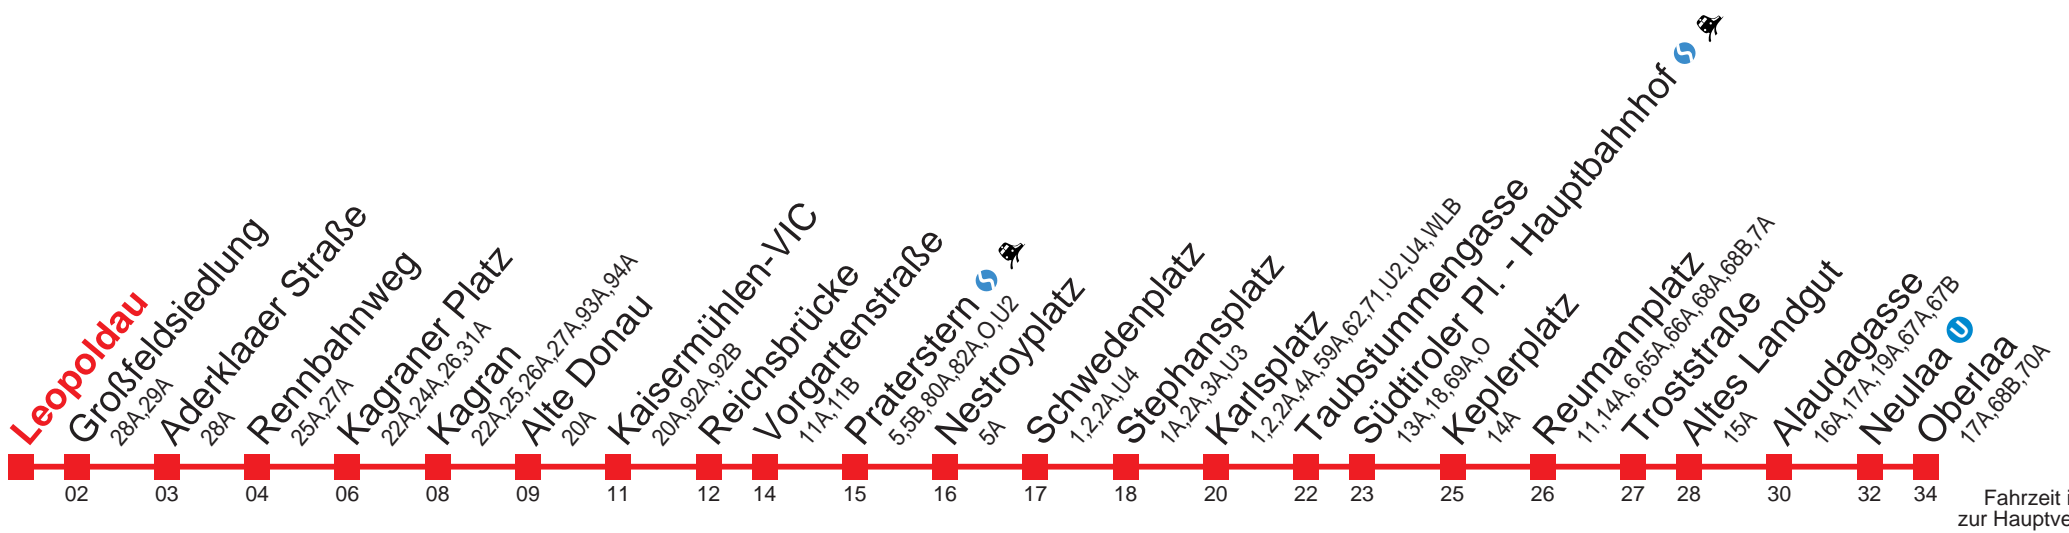 Leopoldau
Großfeldsiedlung
28A,29A
Aderklaaer Straße
28A
Rennbahnweg
25A,27A
Kagraner Platz
22A,24A,26,31A
Kagran
22A,25,26A,27A,93A,94A
Alte Donau
20A
Kaisermühlen-VIC
20A,92A,92B
Reichsbrücke
Vorgartenstraße
11A,11B
Praterstern
5,5B,80A,82A,O,U2
Nestroyplatz
5A
Schwedenplatz
1,2,2A,U4
Stephansplatz
1A,2A,3A,U3
Karlsplatz
1,2,2A,4A,59A,62,71,U2,U4,WLB
Taubstummengasse
Südtiroler Pl. - Hauptbahnhof
13A,18,69A,O
Keplerplatz
14A
Reumannplatz
11,14A,6,65A,66A,68A,68B,7A
Troststraße
Altes Landgut
15A
Alaudagasse
16A,17A,19A,67A,67B
Neulaa U
Oberlaa
17A,68B,70A
02 03 04 06 08 09 11 12 14 15 16 17 18 20 22 23 25 26 27 28 30 32 34
Fahrzeit i
zur Hauptve